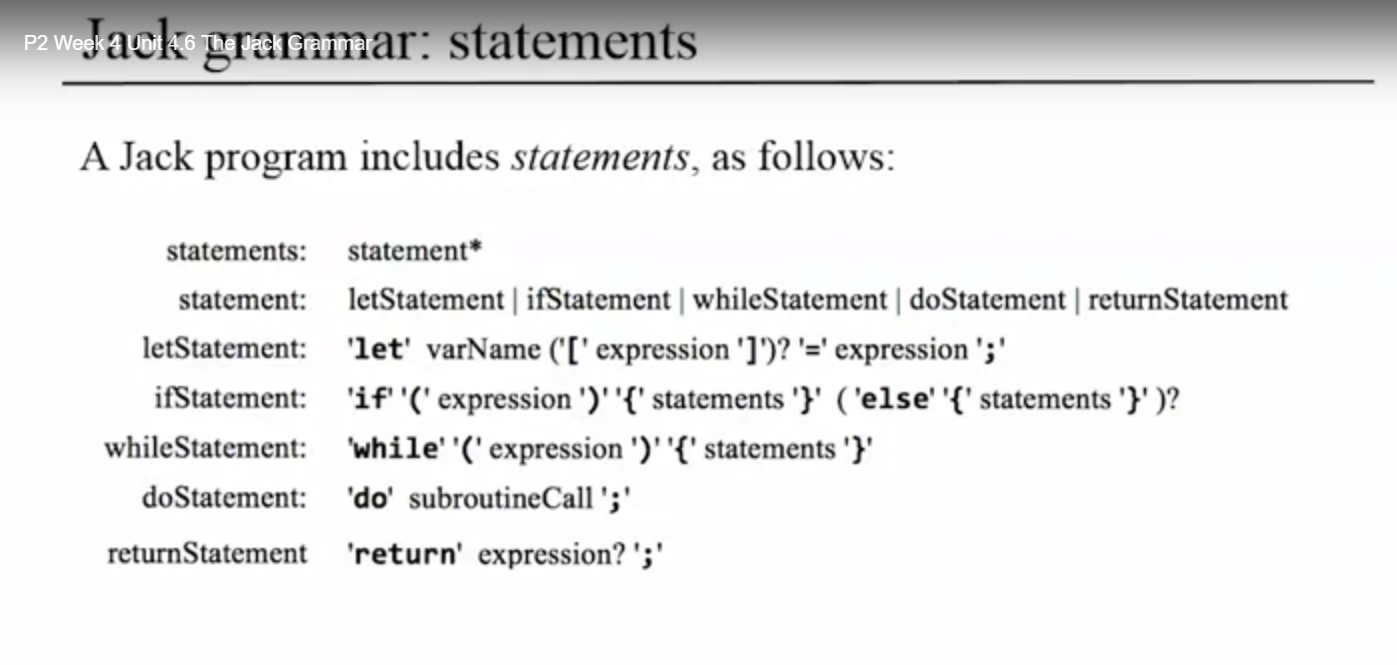 P2 Week 4 Unit 4.6 The Jack Grammar
Jack grammar: statements
A Jack program includes statements, as follows:
statements: statement*
statement: letStatement | ifStatement | whileStatement | doStatement | returnStatement
letStatement: 'let' varName ('[' expression ']')? '=' expression ';'
ifStatement: 'if' '(' expression ')' '{' statements '}' ( 'else' '{' statements '}' )?
whileStatement: 'while' '(' expression ')' '{' statements '}'
doStatement: 'do' subroutineCall ';'
returnStatement 'return' expression? ';'